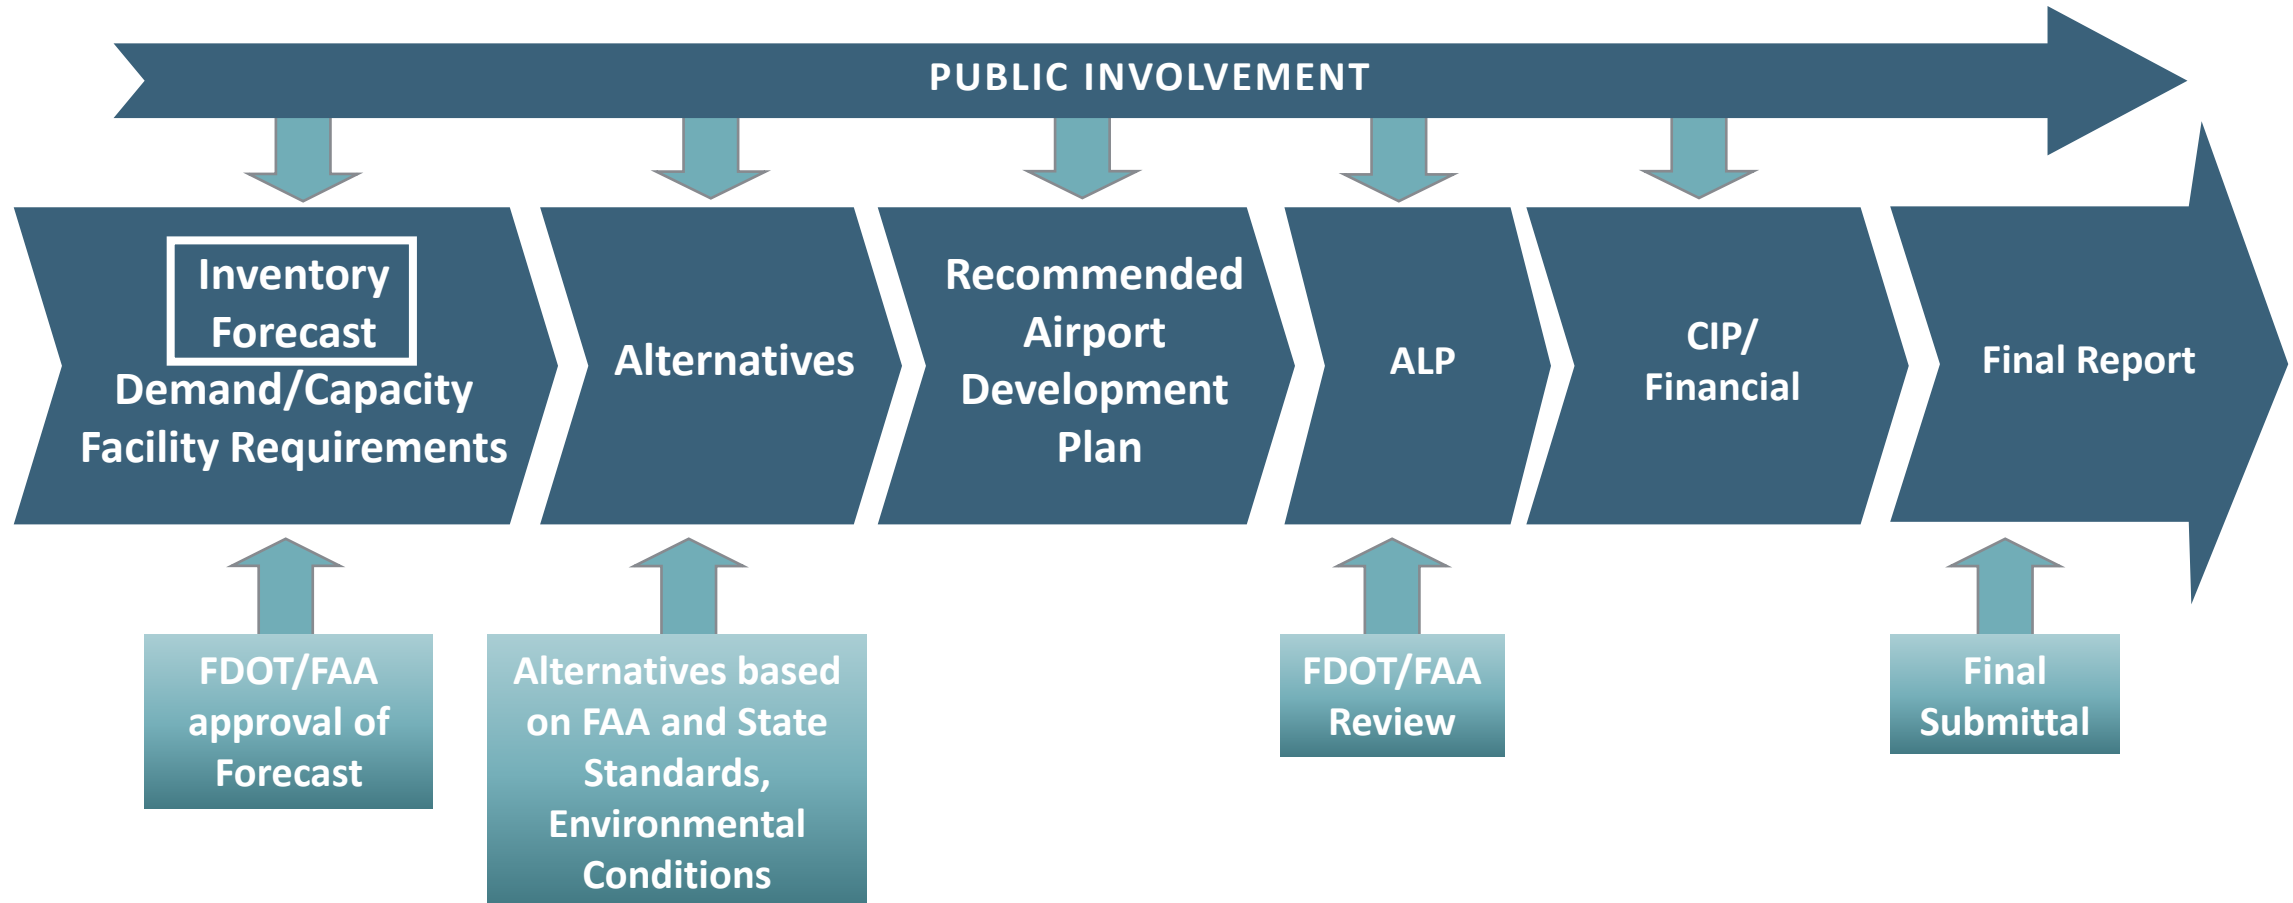 PUBLIC INVOLVEMENT
Inventory
Forecast
Demand/Capacity
Facility Requirements
Alternatives
Recommended
Airport
Development
Plan
ALP
CIP/
Financial
Final Report
FDOT/FAA
approval of
Forecast
Alternatives based
on FAA and State
Standards,
Environmental
Conditions
FDOT/FAA
Review
Final
Submittal